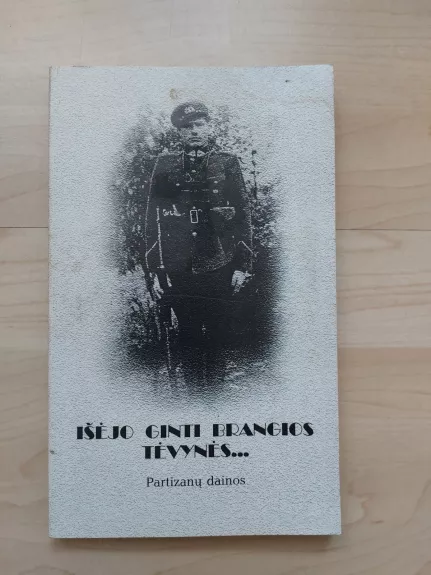 IŠĖJO GINTI BRANGIOS
TĖVYNĖS...
Partizanų dainos